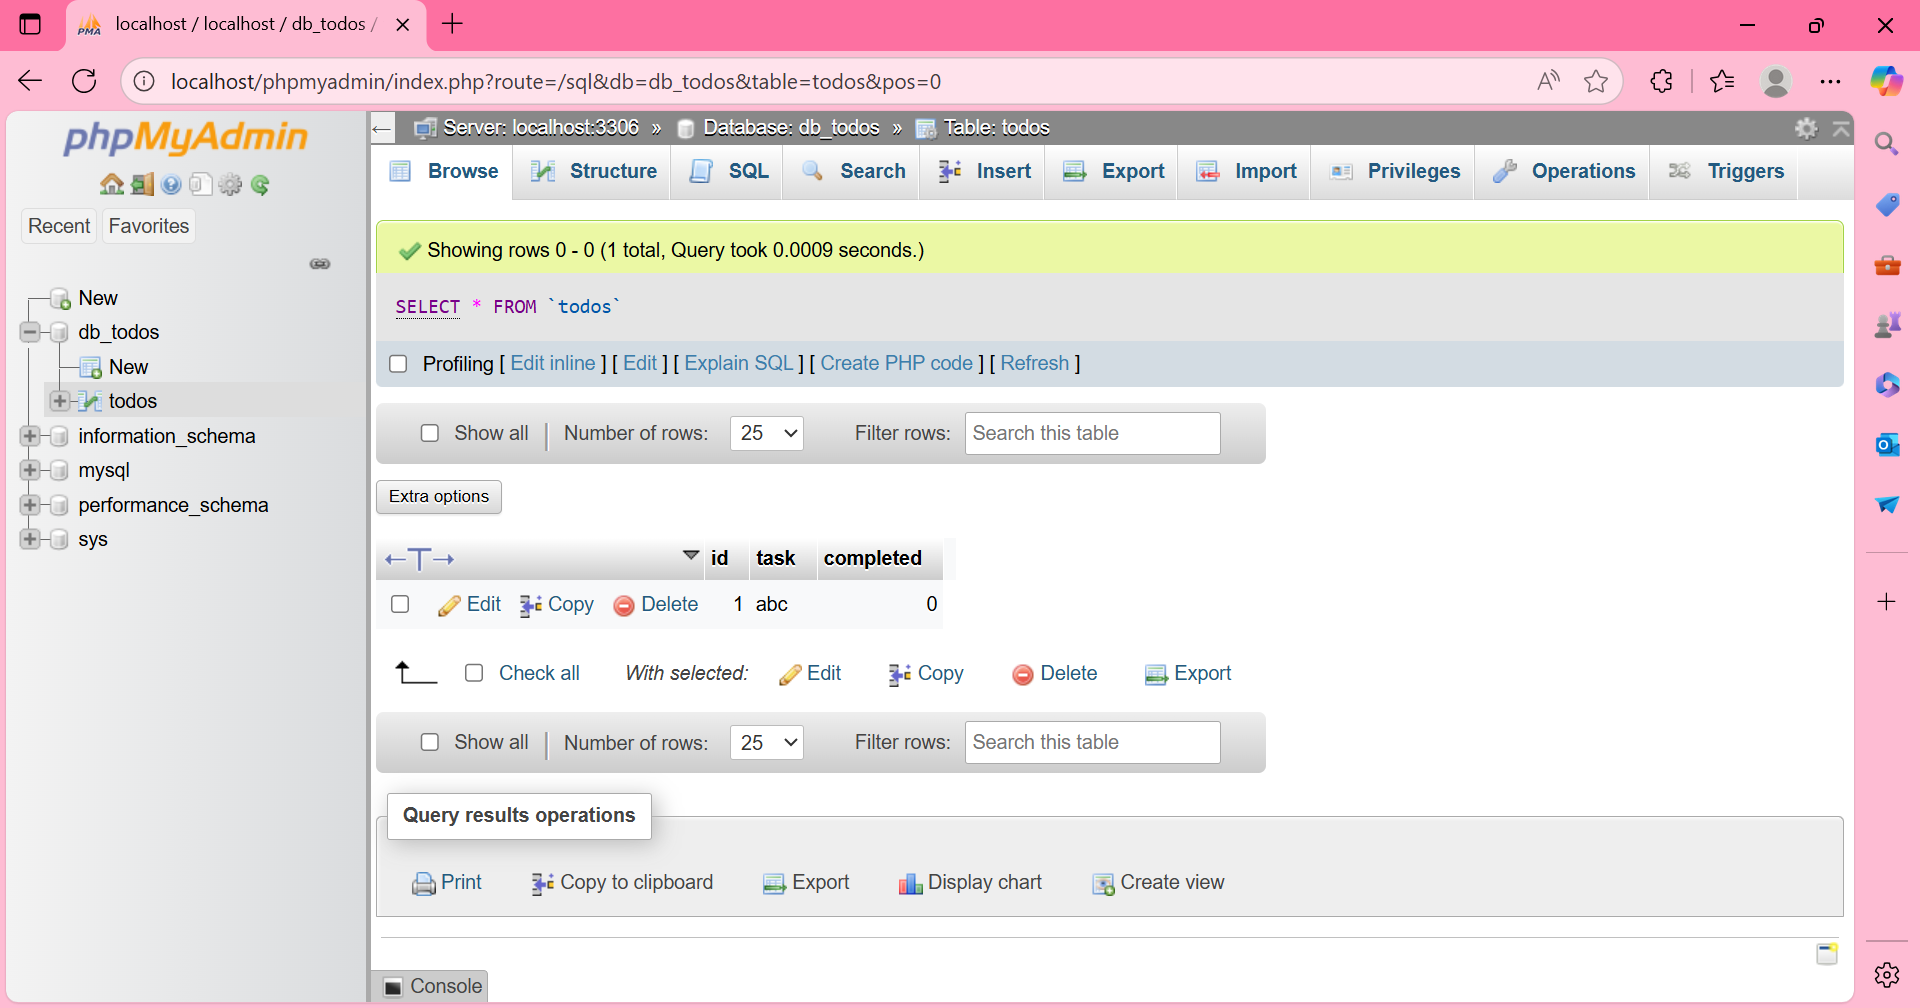 localhost / localhost / db_todos /
localhost/phpmyadmin/index.php?route=/sql&db=db_todos&table=todos&pos=0
phpMyAdmin
Recent Favorites
New
db_todos
New
todos
information_schema
mysql
performance_schema
sys
Server: localhost:3306 » Database: db_todos » Table: todos
Browse Structure SQL Search Insert Export Import Privileges Operations Triggers
Showing rows 0 - 0 (1 total, Query took 0.0009 seconds.)
SELECT * FROM `todos`
Profiling [ Edit inline ] [ Edit ] [ Explain SQL ] [ Create PHP code ] [ Refresh ]
Show all | Number of rows: 25 Filter rows: Search this table
Extra options
←T→ id task completed
Edit Copy Delete 1 abc 0
Check all With selected: Edit Copy Delete Export
Show all | Number of rows: 25 Filter rows: Search this table
Query results operations
Print Copy to clipboard Export Display chart Create view
Console